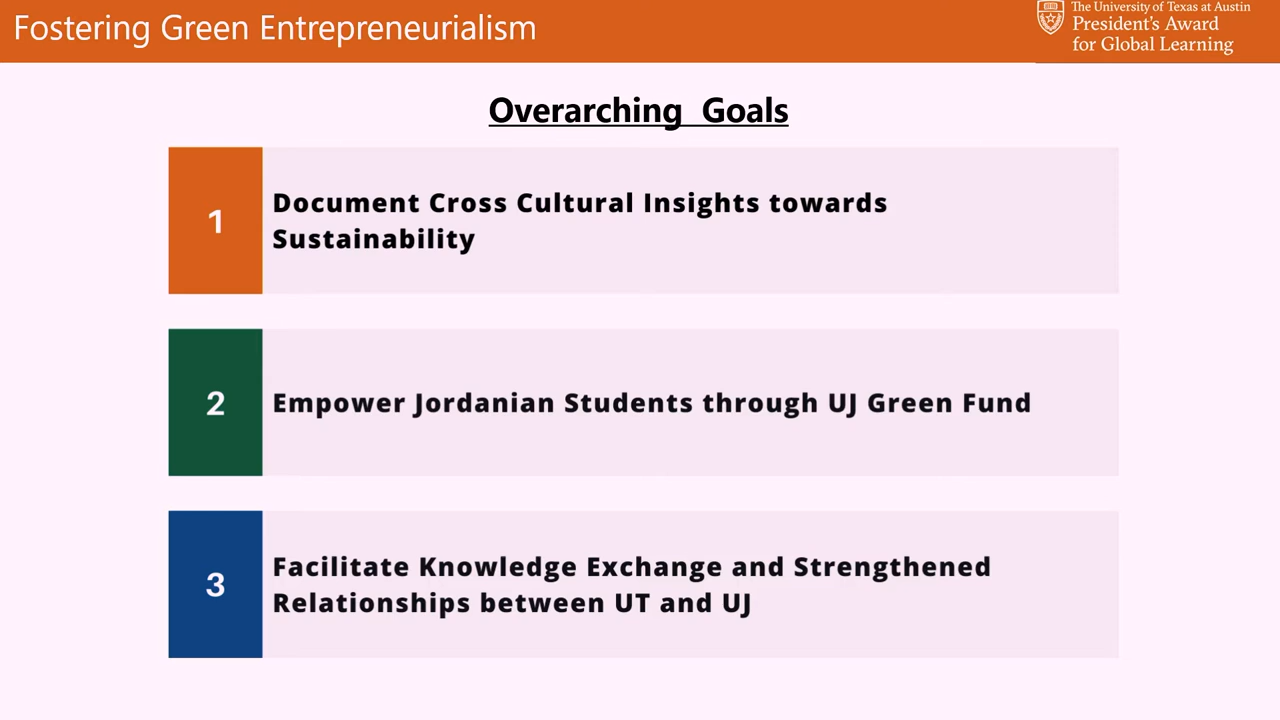 Fostering Green Entrepreneurialism
The University of Texas at Austin
President's Award
for Global Learning
Overarching Goals
1
Document Cross Cultural Insights towards
Sustainability
2
Empower Jordanian Students through UJ Green Fund
3
Facilitate Knowledge Exchange and Strengthened
Relationships between UT and UJ